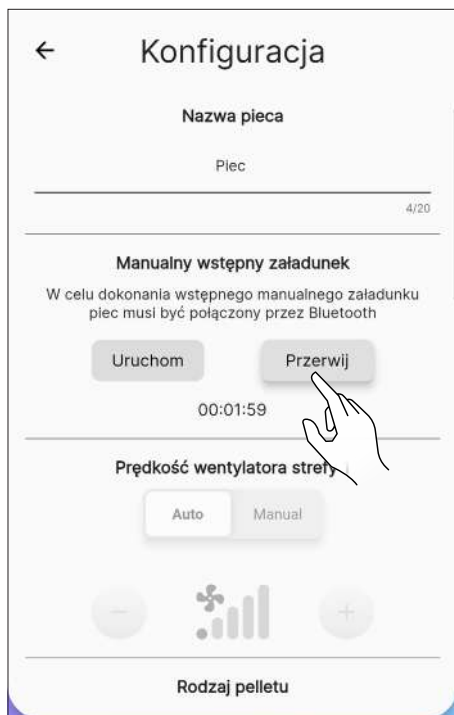 Konfiguracja
Nazwa pieca
Piec
4/20
Manualny wstępny załadunek
W celu dokonania wstępnego manualnego załadunku
piec musi być połączony przez Bluetooth
Uruchom Przerwij
00:01:59
Prędkość wentylatora strefy
Auto Manual
Rodzaj pelletu